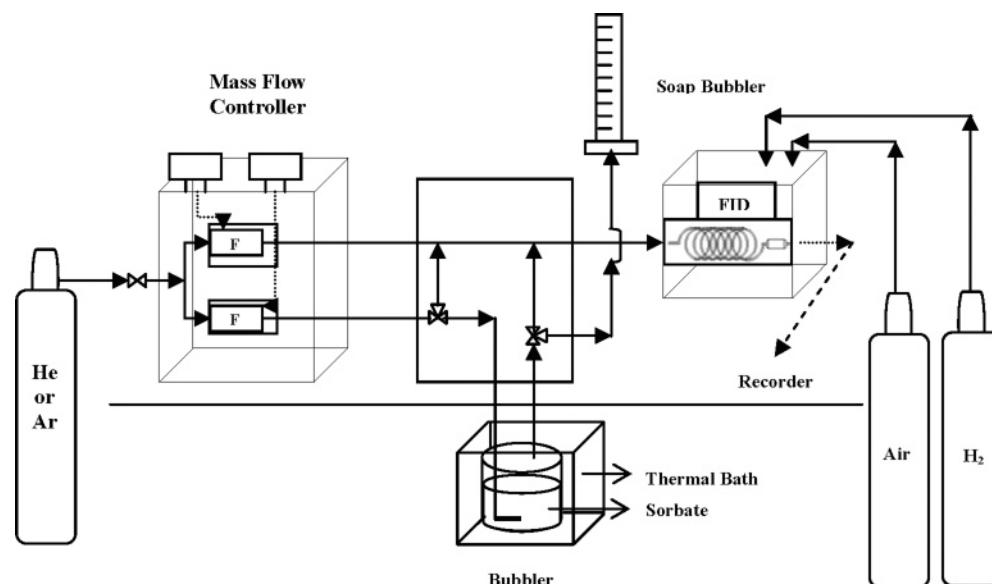 Mass Flow
Controller
Soap Bubbler
FID
F
F
He
or
Ar
Recorder
Air
H₂
Thermal Bath
Sorbate
Bubbler